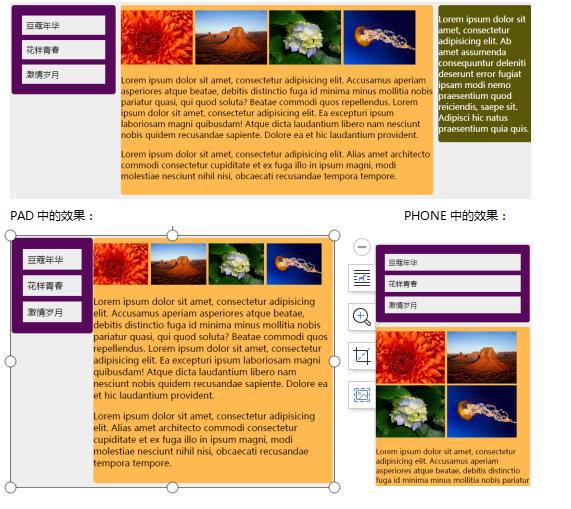 豆蔻年华
花样青春
激情岁月
Lorem ipsum dolor sit amet, consectetur adipisicing elit. Accusamus aperiam
asperiores atque beatae, debitis distinctio fuga id minima minus mollitia nobis
pariatur quasi, qui quod soluta? Beatae commodi quos repellendus. Lorem
ipsum dolor sit amet, consectetur adipisicing elit. Ea excepturi ipsum
laboriosam magni quibusdam! Atque dicta laudantium libero nam nesciunt
nobis quidem recusandae sapiente. Dolore ea et hic laudantium provident.
Lorem ipsum dolor sit amet, consectetur adipisicing elit. Alias amet architecto
commodi consectetur cupiditate et ex fuga illo in ipsum magni, modi
molestiae nesciunt nihil nisi, obcaecati recusandae tempora tempore.
Lorem ipsum dolor sit
amet, consectetur
adipisicing elit. Ab
amet assumenda
consequuntur deleniti
deserunt error fugiat
ipsum modi nemo
praesentium quod
reiciendis, saepe sit.
Adipisci hic natus
praesentium quia quis.
PAD 中的效果：
PHONE 中的效果：
豆蔻年华
花样青春
激情岁月
Lorem ipsum dolor sit amet, consectetur adipisicing
elit. Accusamus aperiam asperiores atque beatae,
debitis distinctio fuga id minima minus mollitia nobis
pariatur quasi, qui quod soluta? Beatae commodi quos
repellendus. Lorem ipsum dolor sit amet, consectetur
adipisicing elit. Ea excepturi ipsum laboriosam magni
quibusdam! Atque dicta laudantium libero nam
nesciunt nobis quidem recusandae sapiente. Dolore ea
et hic laudantium provident.
Lorem ipsum dolor sit amet, consectetur adipisicing
elit. Alias amet architecto commodi consectetur
cupiditate et ex fuga illo in ipsum magni, modi
molestiae nesciunt nihil nisi, obcaecati recusandae
tempora tempore.
豆蔻年华
花样青春
激情岁月
Lorem ipsum dolor sit amet, consectetur
adipisicing elit. Accusamus aperiam
asperiores atque beatae, debitis distinctio
fuga id minima minus mollitia nobis pariatur